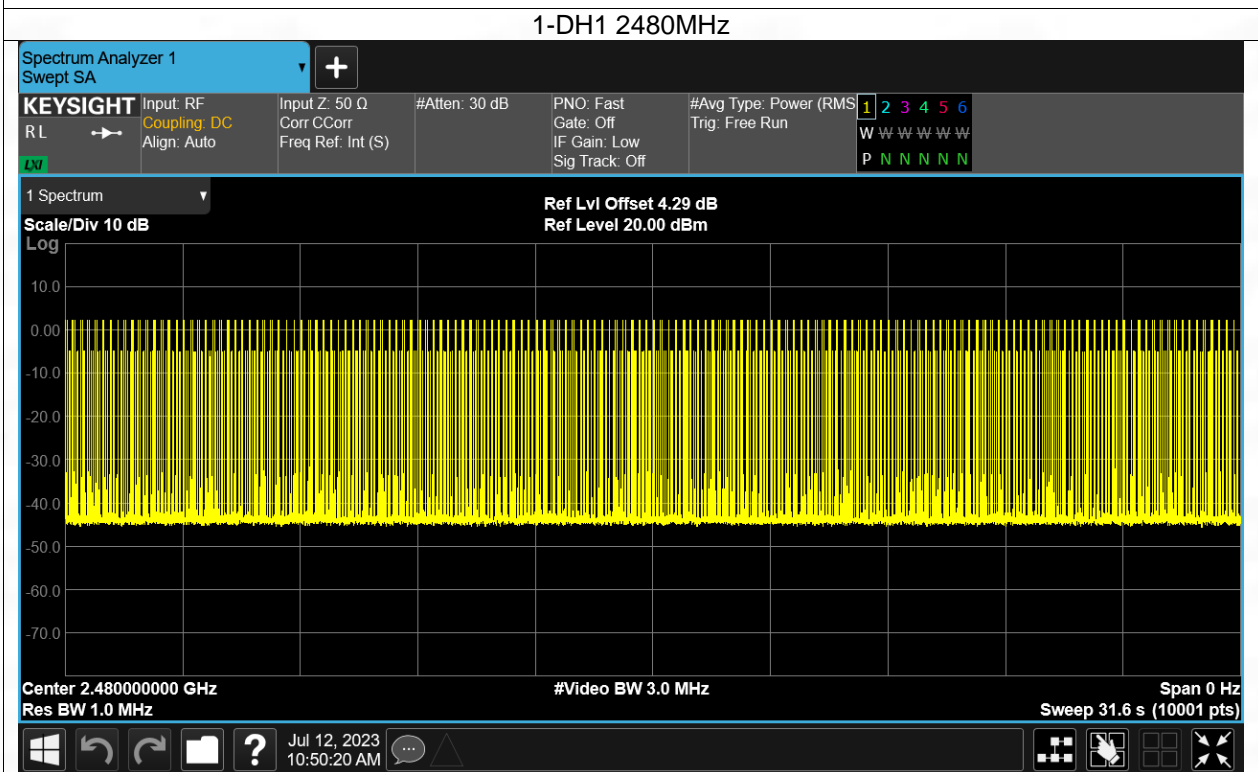 1-DH1 2480MHz
Spectrum Analyzer 1
Swept SA
KEYSIGHT Input: RF Input Z: 50 Ω #Atten: 30 dB PNO: Fast #Avg Type: Power (RMS 1 2 3 4 5 6
RL Coupling: DC Corr CCorr Gate: Off Trig: Free Run W W W W W W
Align: Auto Freq Ref: Int (S) IF Gain: Low
LXI Sig Track: Off P N N N N N
1 Spectrum
Ref Lvl Offset 4.29 dB
Scale/Div 10 dB Ref Level 20.00 dBm
Log
10.0
0.00
-10.0
-20.0
-30.0
-40.0
-50.0
-60.0
-70.0
Center 2.480000000 GHz #Video BW 3.0 MHz Span 0 Hz
Res BW 1.0 MHz Sweep 31.6 s (10001 pts)
? Jul 12, 2023
10:50:20 AM